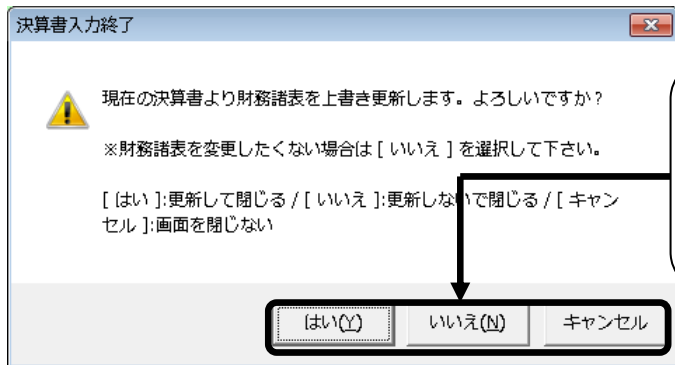 決算書入力終了
現在の決算書より財務諸表を上書き更新します。よろしいですか?
※財務諸表を変更したくない場合は [ いいえ ] を選択して下さい。
[ はい ]:更新して閉じる / [ いいえ ]:更新しないで閉じる / [ キャン
セル ]:画面を閉じない
はい(Y) いいえ(N) キャンセル